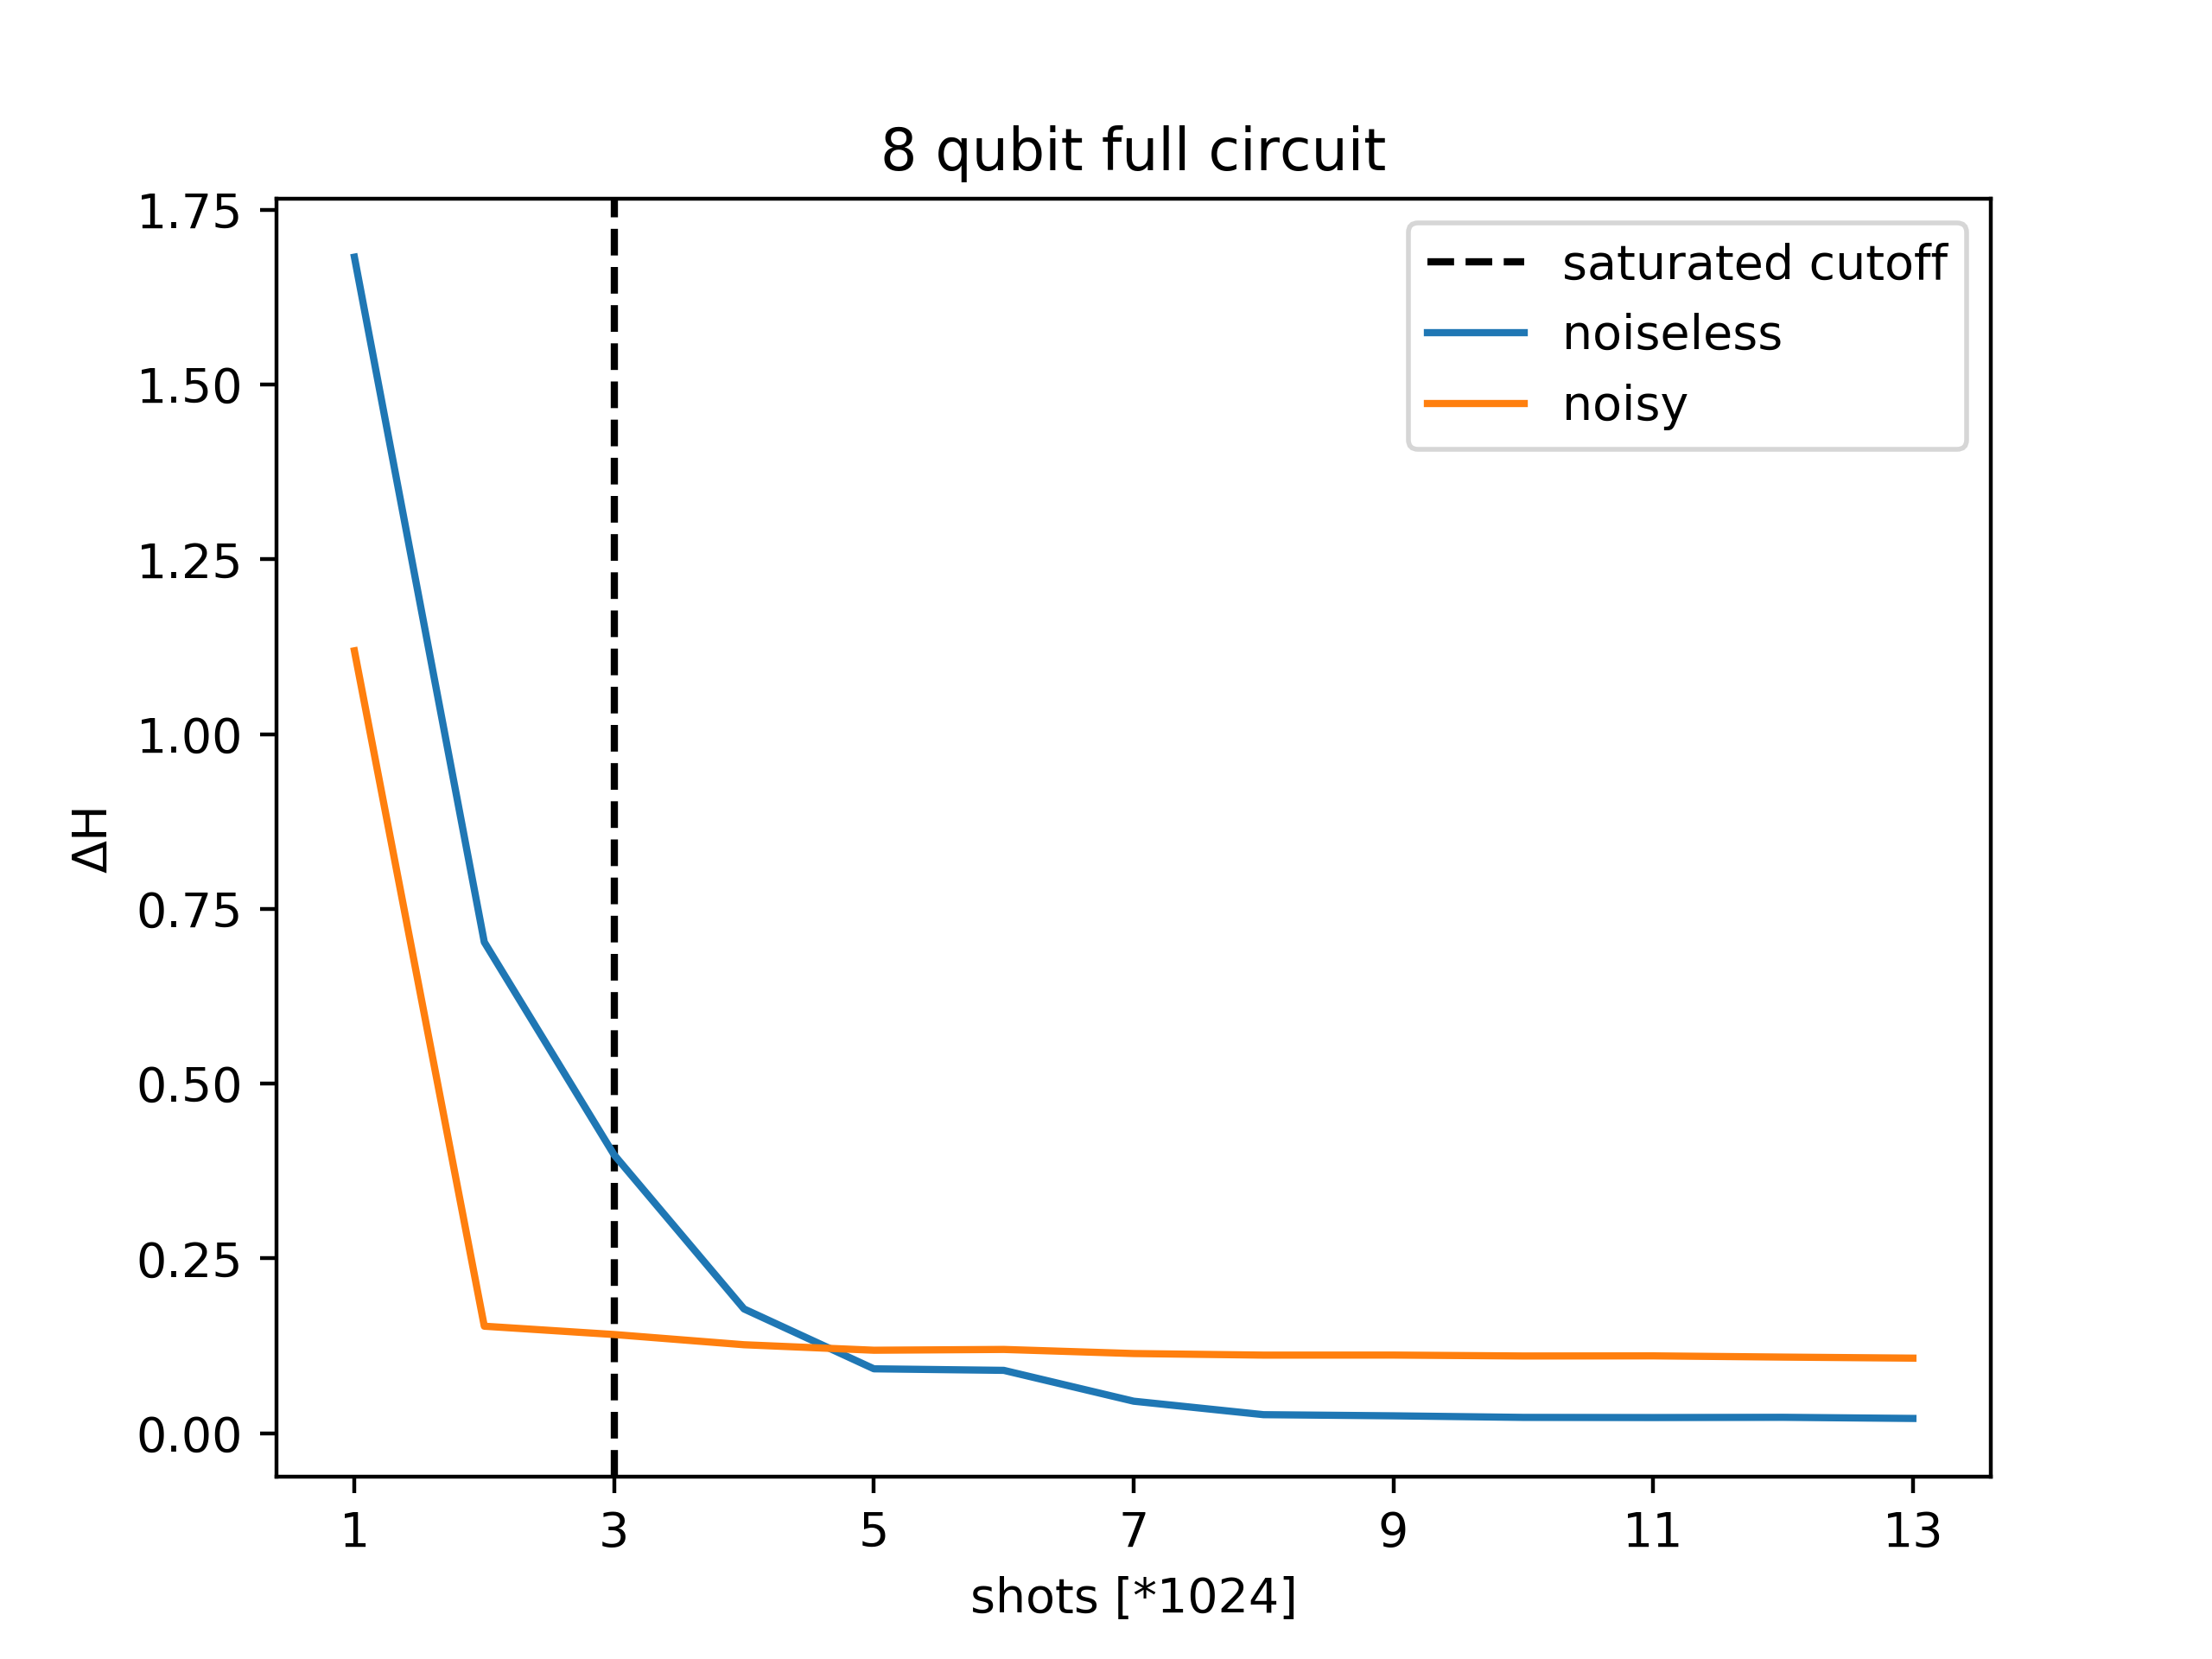 8 qubit full circuit
1.75
1.50
1.25
1.00
0.75
0.50
0.25
0.00
ΔH
saturated cutoff
noiseless
noisy
1 3 5 7 9 11 13
shots [*1024]